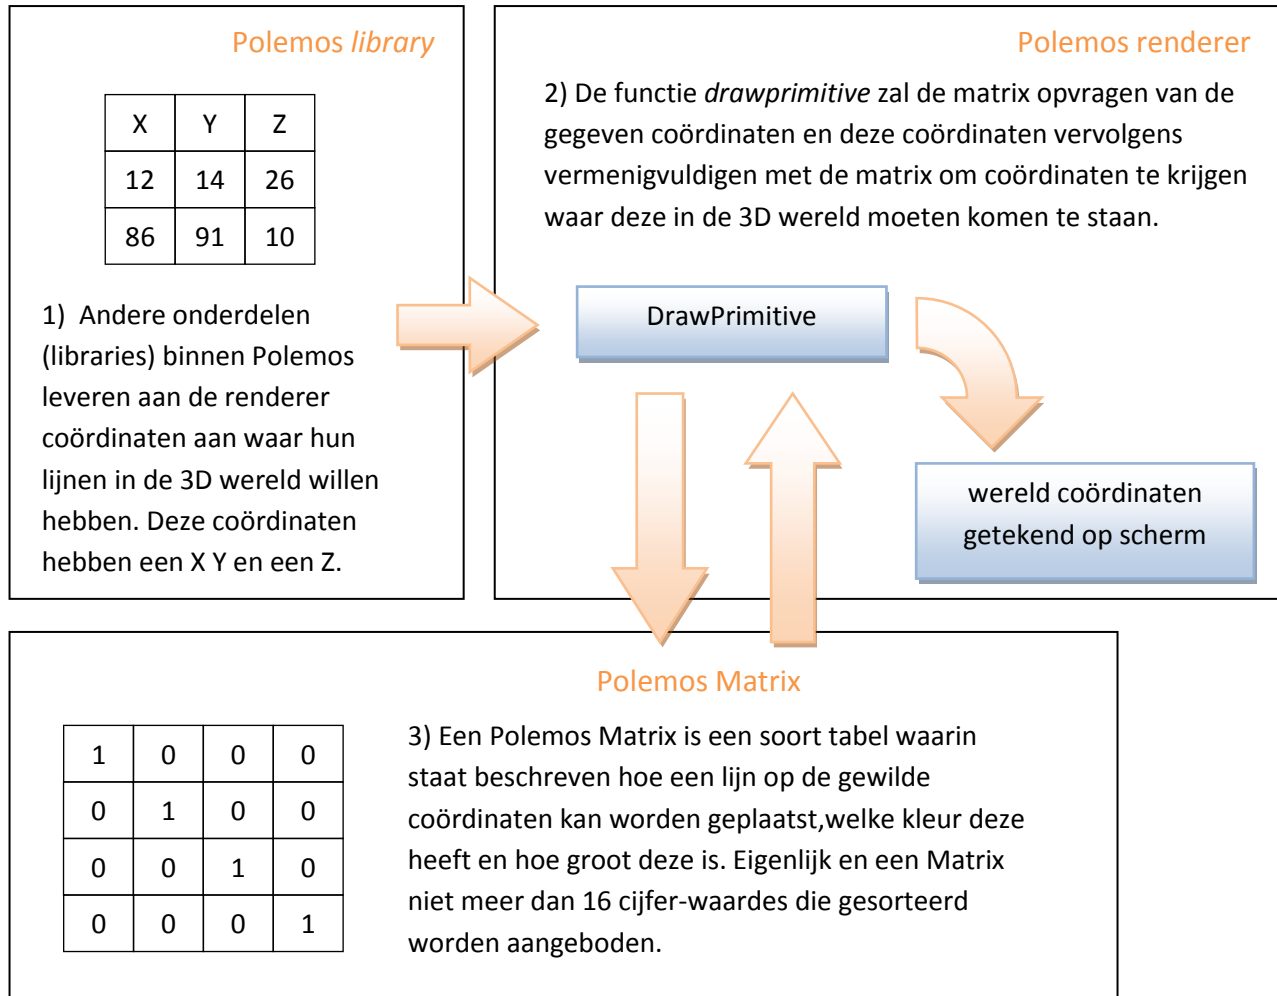 Polemos library
X Y Z
12 14 26
86 91 10
1) Andere onderdelen
(libraries) binnen Polemos
leveren aan de renderer
coördinaten aan waar hun
lijnen in de 3D wereld willen
hebben. Deze coördinaten
hebben een X Y en een Z.
Polemos renderer
2) De functie drawprimitive zal de matrix opvragen van de
gegeven coördinaten en deze coördinaten vervolgens
vermenigvuldigen met de matrix om coördinaten te krijgen
waar deze in de 3D wereld moeten komen te staan.
DrawPrimitive
wereld coördinaten
getekend op scherm
Polemos Matrix
1 0 0 0
0 1 0 0
0 0 1 0
0 0 0 1
3) Een Polemos Matrix is een soort tabel waarin
staat beschreven hoe een lijn op de gewilde
coördinaten kan worden geplaatst,welke kleur deze
heeft en hoe groot deze is. Eigenlijk en een Matrix
niet meer dan 16 cijfer-waardes die gesorteerd
worden aangeboden.